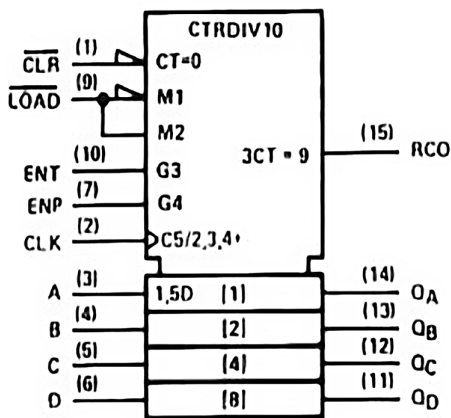 CTRDIV10
CLR (1) CT=0
LOAD (9) M1
M2
ENT (10) G3 3CT = 9 (15) RCO
ENP (7) G4
CLK (2) C5/2,3,4+
A (3) 1,5D [1] (14) QA
B (4) [2] (13) QB
C (5) [4] (12) QC
D (6) [8] (11) QD